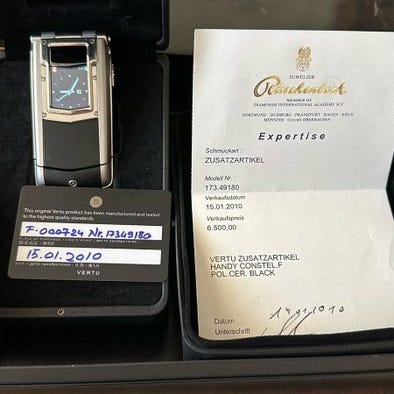 This original Vertu product has been manufactured and tested
to the highest quality standards.
F-000724 Nr. 17349180
15.01.2010
VERTU
JUWELIER
Rüschenbeck
MEMBER OF
DIAMONDS INTERNATIONAL ACADEMY N.Y.
DORTMUND · DUISBURG · FRANKFURT · HAGEN · KÖLN
MÜNSTER · CentrO OBERHAUSEN
Expertise
Schmuckart :
ZUSATZARTIKEL
Modell Nr. :
173.49180
Verkaufsdatum
15.01.2010
Verkaufspreis
6.500,00
VERTU ZUSATZARTIKEL
HANDY CONSTEL.F
POL.CER. BLACK
Datum
Unterschrift